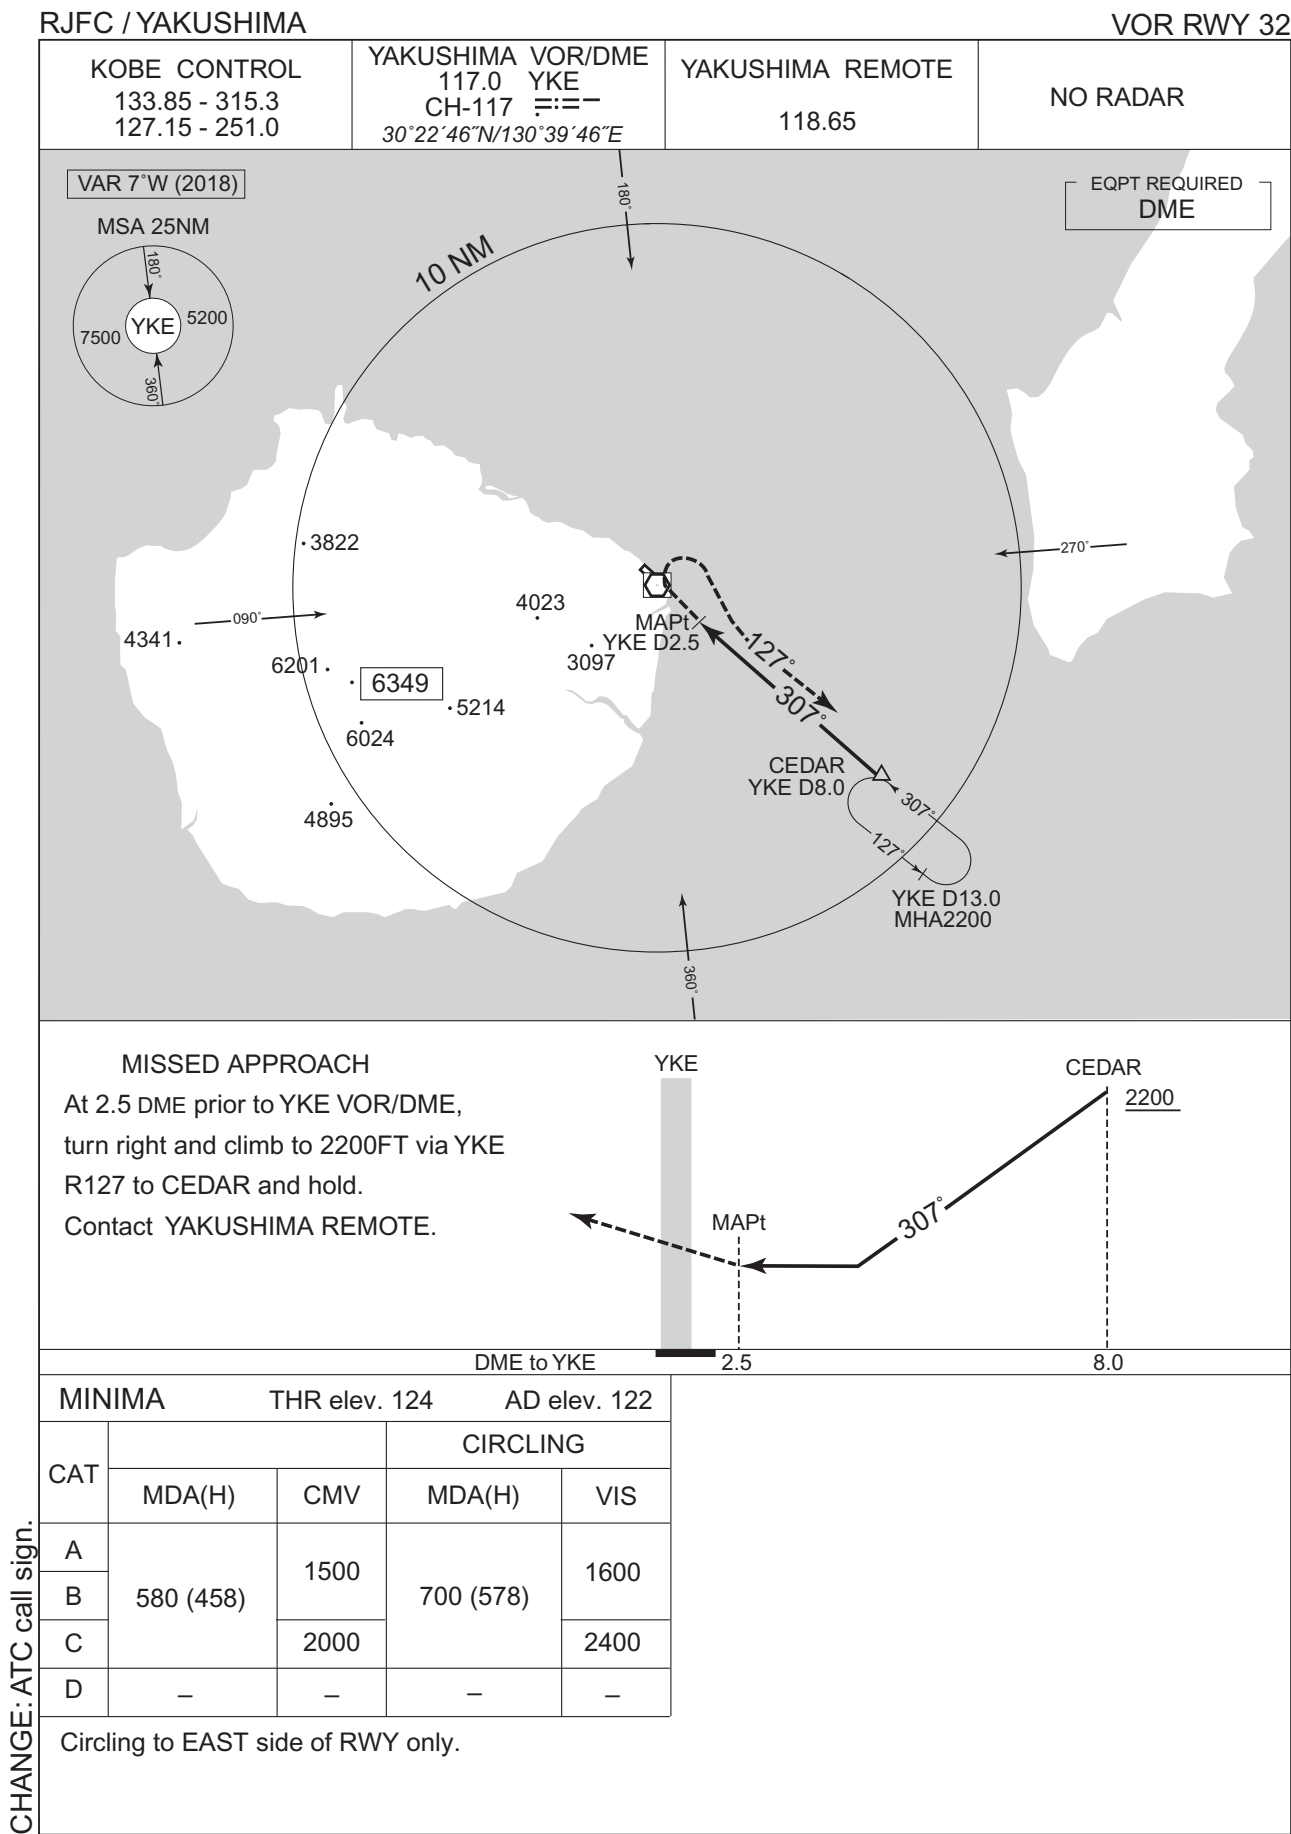 RJFC / YAKUSHIMA
VOR RWY 32
KOBE CONTROL
133.85 - 315.3
127.15 - 251.0
YAKUSHIMA VOR/DME
117.0 YKE
CH-117
30°22´46˝N/130°39´46˝E
YAKUSHIMA REMOTE
118.65
NO RADAR
VAR 7°W (2018)
EQPT REQUIRED
DME
MSA 25NM
180°
7500
YKE
5200
360°
180°
10 NM
3822
270°
4023
090°
4341
MAPt
YKE D2.5
3097
6201
6349
127°
5214
307°
6024
CEDAR
YKE D8.0
307°
4895
127°
YKE D13.0
MHA2200
360°
MISSED APPROACH
At 2.5 DME prior to YKE VOR/DME,
turn right and climb to 2200FT via YKE
R127 to CEDAR and hold.
Contact YAKUSHIMA REMOTE.
YKE
CEDAR
2200
307°
MAPt
DME to YKE
2.5
8.0
MINIMA THR elev. 124 AD elev. 122
CAT
CIRCLING
MDA(H) CMV MDA(H) VIS
A
B
C
D
580 (458)
1500
2000
700 (578)
1600
2400
– – – –
Circling to EAST side of RWY only.
CHANGE: ATC call sign.